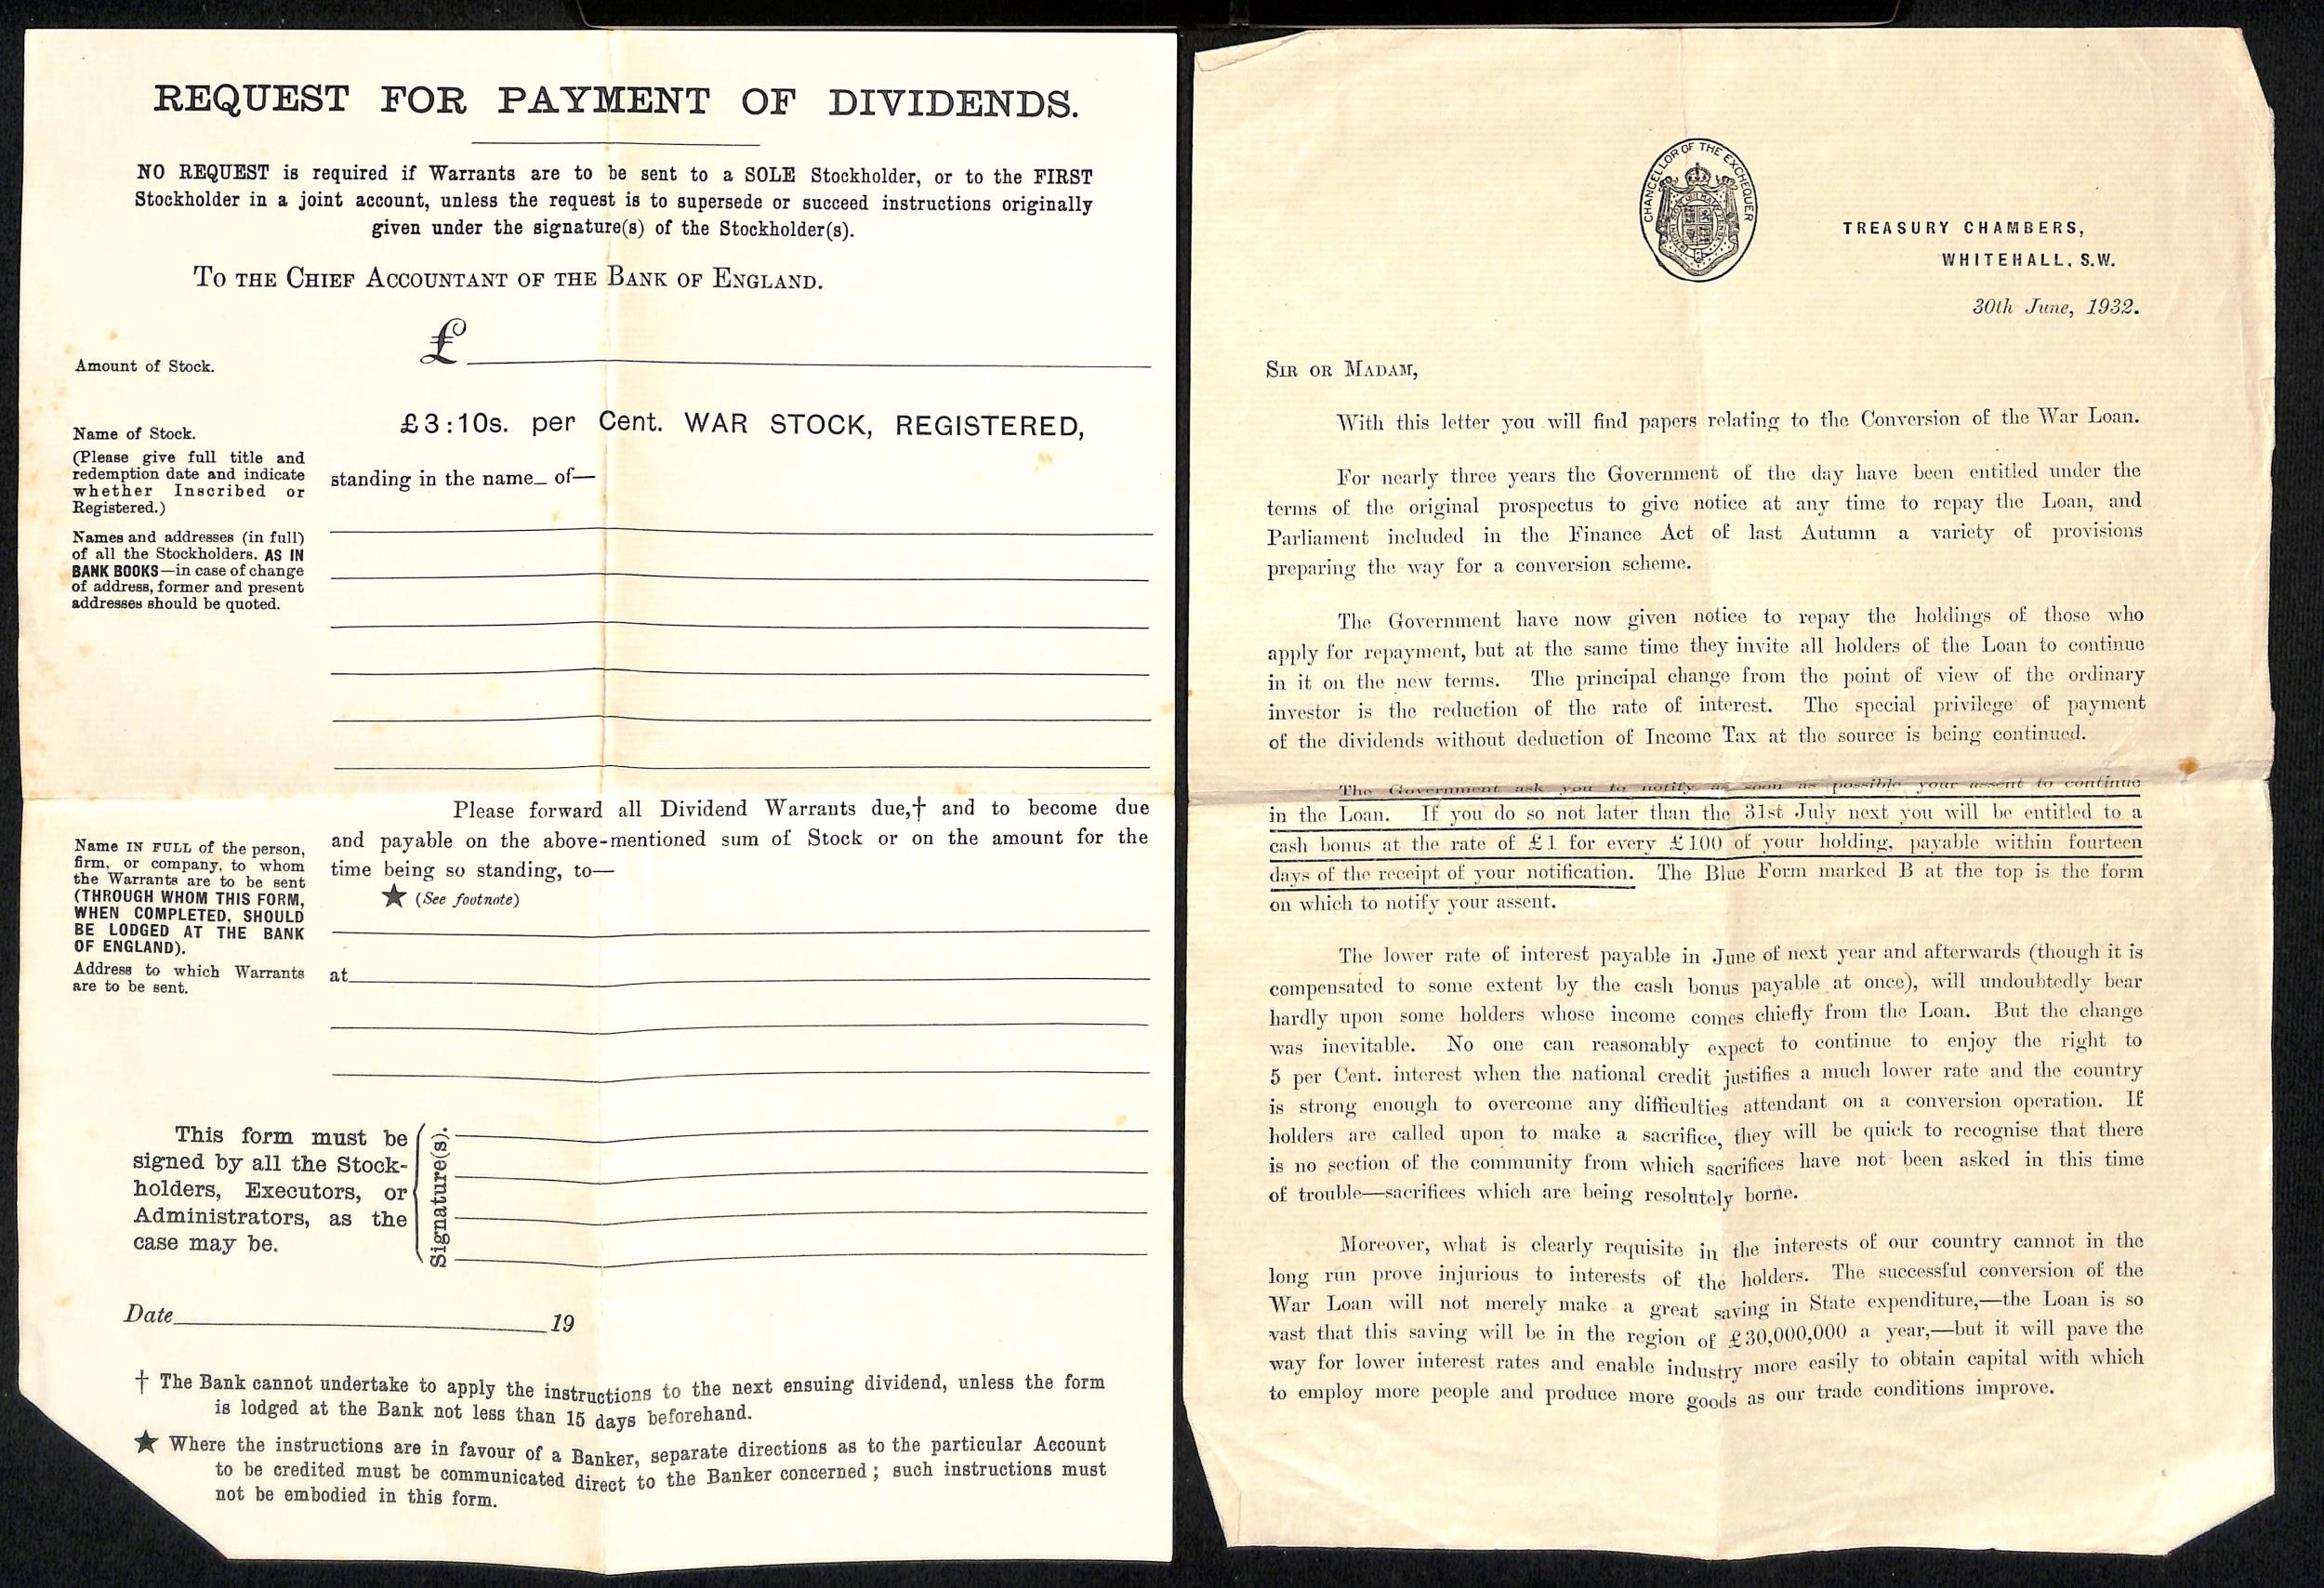 REQUEST FOR PAYMENT OF DIVIDENDS.
NO REQUEST is required if Warrants are to be sent to a SOLE Stockholder, or to the FIRST
Stockholder in a joint account, unless the request is to supersede or succeed instructions originally
given under the signature(s) of the Stockholder(s).
TO THE CHIEF ACCOUNTANT OF THE BANK OF ENGLAND.
£
Amount of Stock.
£3:10s. per Cent. WAR STOCK, REGISTERED,
Name of Stock.
(Please give full title and
redemption date and indicate
whether Inscribed or
Registered.)
standing in the name_ of—
Names and addresses (in full)
of all the Stockholders. AS IN
BANK BOOKS—in case of change
of address, former and present
addresses should be quoted.
Please forward all Dividend Warrants due,† and to become due
and payable on the above-mentioned sum of Stock or on the amount for the
time being so standing, to—
★ (See footnote)
Name IN FULL of the person,
firm, or company, to whom
the Warrants are to be sent
(THROUGH WHOM THIS FORM,
WHEN COMPLETED, SHOULD
BE LODGED AT THE BANK
OF ENGLAND).
Address to which Warrants
are to be sent.
at
This form must be
signed by all the Stock-
holders, Executors, or
Administrators, as the
case may be.
Signature(s).
Date 19
† The Bank cannot undertake to apply the instructions to the next ensuing dividend, unless the form
is lodged at the Bank not less than 15 days beforehand.
★ Where the instructions are in favour of a Banker, separate directions as to the particular Account
to be credited must be communicated direct to the Banker concerned; such instructions must
not be embodied in this form.
CHANCELLOR OF THE EXCHEQUER
TREASURY CHAMBERS,
WHITEHALL, S.W.
30th June, 1932.
SIR OR MADAM,
With this letter you will find papers relating to the Conversion of the War Loan.
For nearly three years the Government of the day have been entitled under the
terms of the original prospectus to give notice at any time to repay the Loan, and
Parliament included in the Finance Act of last Autumn a variety of provisions
preparing the way for a conversion scheme.
The Government have now given notice to repay the holdings of those who
apply for repayment, but at the same time they invite all holders of the Loan to continue
in it on the new terms. The principal change from the point of view of the ordinary
investor is the reduction of the rate of interest. The special privilege of payment
of the dividends without deduction of Income Tax at the source is being continued.
The Government ask you to notify as soon as possible your assent to continue
in the Loan. If you do so not later than the 31st July next you will be entitled to a
cash bonus at the rate of £1 for every £100 of your holding, payable within fourteen
days of the receipt of your notification. The Blue Form marked B at the top is the form
on which to notify your assent.
The lower rate of interest payable in June of next year and afterwards (though it is
compensated to some extent by the cash bonus payable at once), will undoubtedly bear
hardly upon some holders whose income comes chiefly from the Loan. But the change
was inevitable. No one can reasonably expect to continue to enjoy the right to
5 per Cent. interest when the national credit justifies a much lower rate and the country
is strong enough to overcome any difficulties attendant on a conversion operation. If
holders are called upon to make a sacrifice, they will be quick to recognise that there
is no section of the community from which sacrifices have not been asked in this time
of trouble—sacrifices which are being resolutely borne.
Moreover, what is clearly requisite in the interests of our country cannot in the
long run prove injurious to interests of the holders. The successful conversion of the
War Loan will not merely make a great saving in State expenditure,—the Loan is so
vast that this saving will be in the region of £30,000,000 a year,—but it will pave the
way for lower interest rates and enable industry more easily to obtain capital with which
to employ more people and produce more goods as our trade conditions improve.